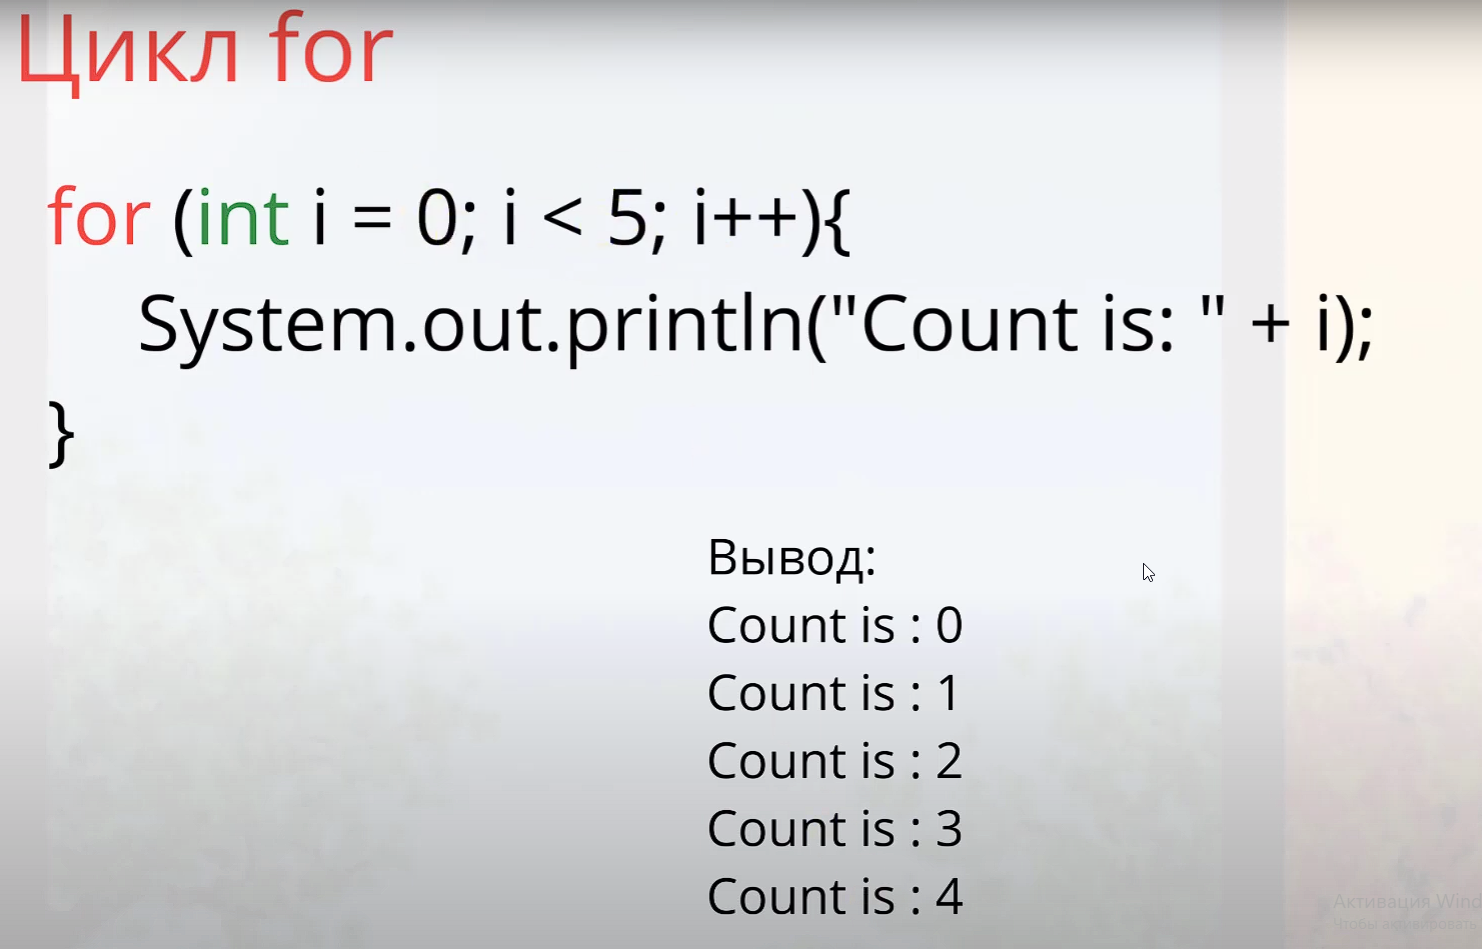 Цикл for
for (int i = 0; i < 5; i++){
System.out.println("Count is: " + i);
}
Вывод:
Count is : 0
Count is : 1
Count is : 2
Count is : 3
Count is : 4
Активация Wind
Чтобы активировать